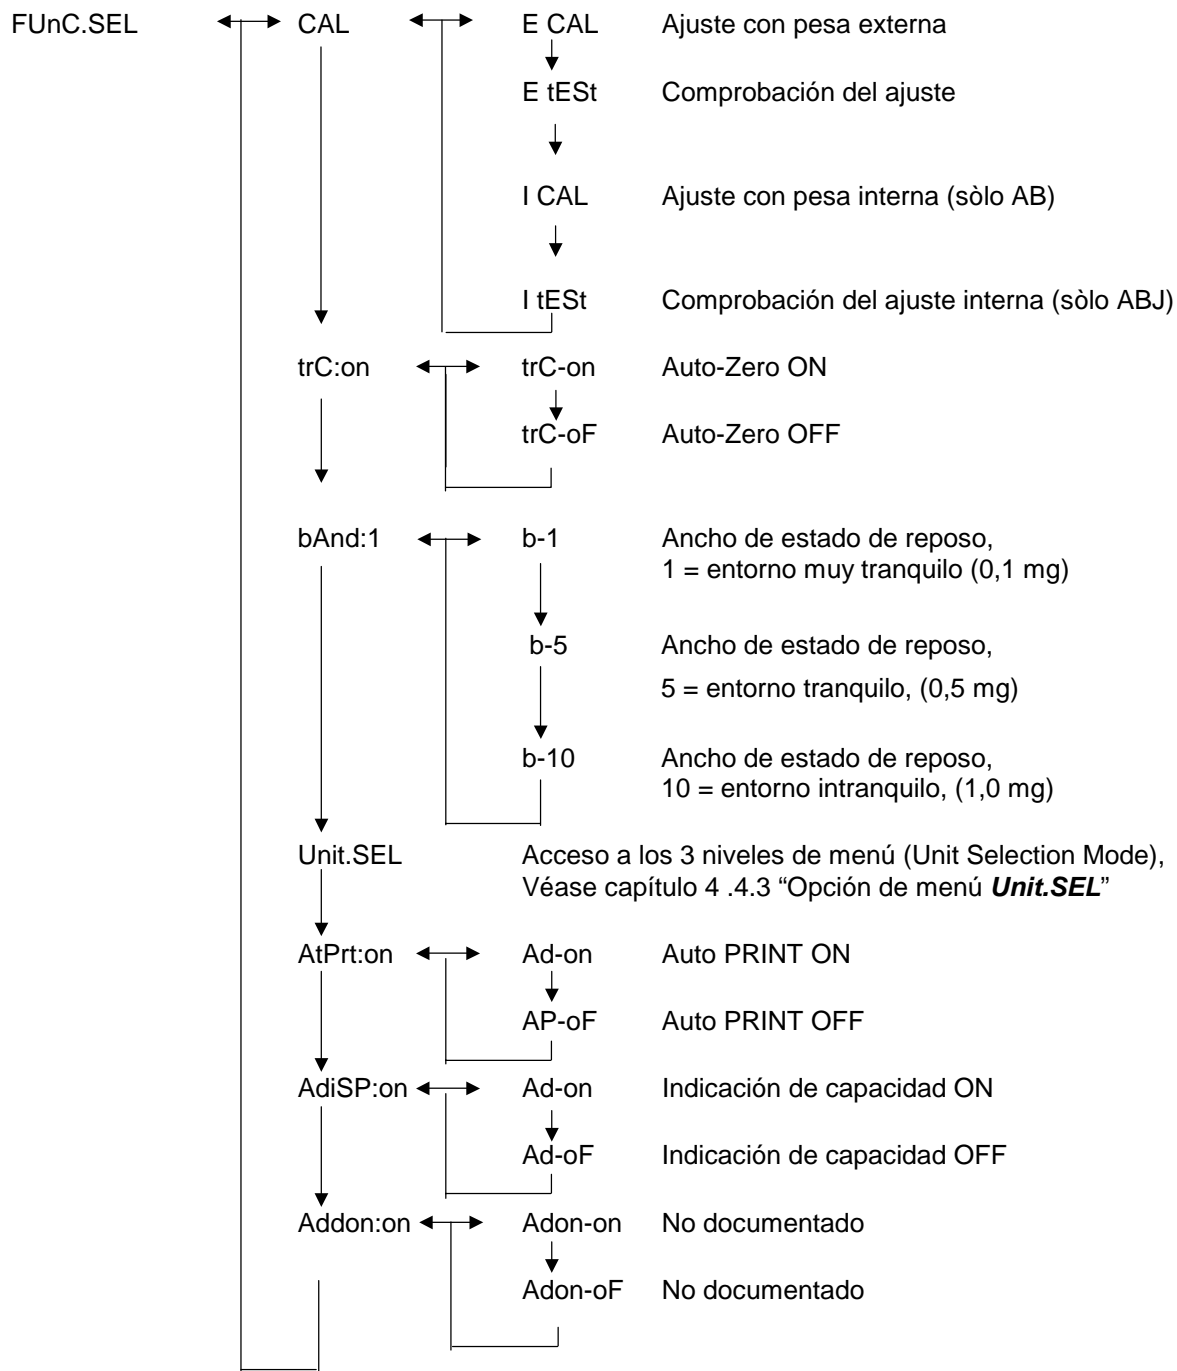 FUnC.SEL CAL E CAL Ajuste con pesa externa
E tESt Comprobación del ajuste
I CAL Ajuste con pesa interna (sòlo AB)
I tESt Comprobación del ajuste interna (sòlo ABJ)
trC:on trC-on Auto-Zero ON
trC-oF Auto-Zero OFF
bAnd:1 b-1 Ancho de estado de reposo,
1 = entorno muy tranquilo (0,1 mg)
b-5 Ancho de estado de reposo,
5 = entorno tranquilo, (0,5 mg)
b-10 Ancho de estado de reposo,
10 = entorno intranquilo, (1,0 mg)
Unit.SEL Acceso a los 3 niveles de menú (Unit Selection Mode),
Véase capítulo 4 .4.3 “Opción de menú Unit.SEL”
AtPrt:on Ad-on Auto PRINT ON
AP-oF Auto PRINT OFF
AdiSP:on Ad-on Indicación de capacidad ON
Ad-oF Indicación de capacidad OFF
Addon:on Adon-on No documentado
Adon-oF No documentado